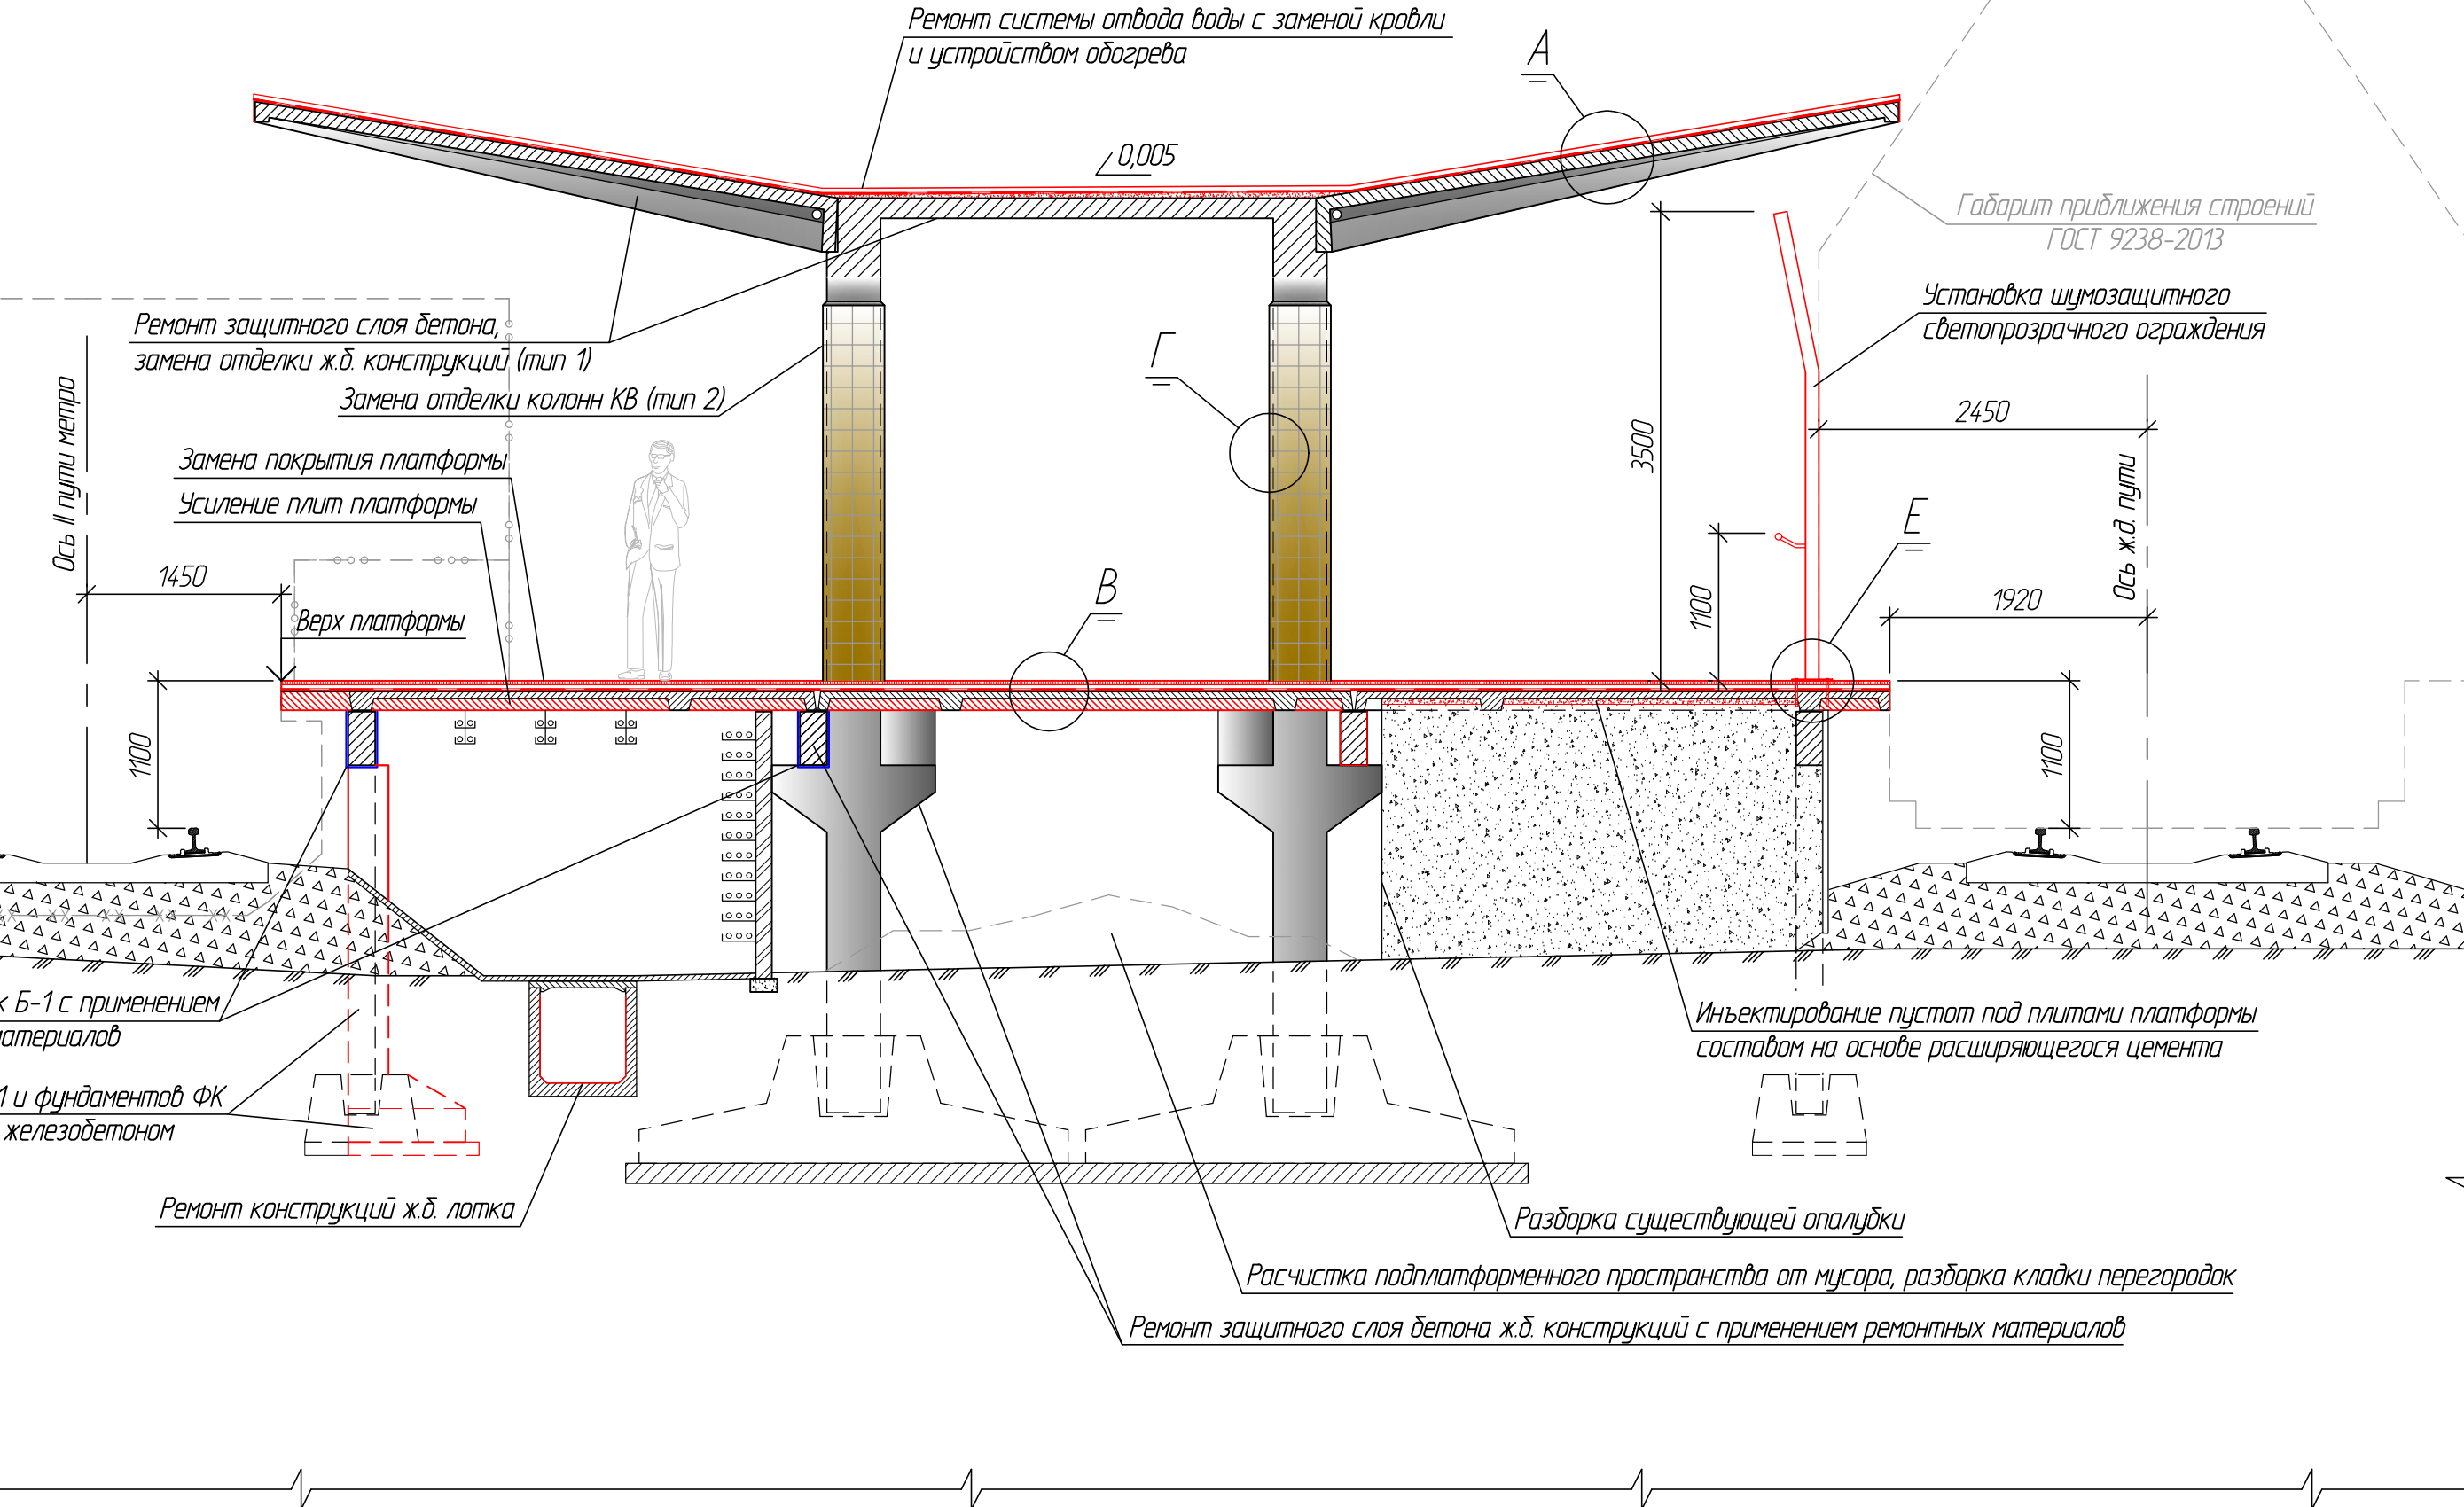 Ремонт системы отвода воды с заменой кровли
и устройством обогрева
А
0,005
Габарит приближения строений
ГОСТ 9238-2013
Установка шумозащитного
светопрозрачного ограждения
Ремонт защитного слоя бетона,
замена отделки ж.б. конструкций (тип 1)
Замена отделки колонн КВ (тип 2)
Г
3500
2450
Ось II пути метро
Замена покрытия платформы
Усиление плит платформы
Ось ж.д. пути
Е
1450
В
1100
1920
Верх платформы
1100
1100
к Б-1 с применением
материалов
1 и фундаментов ФК
железобетоном
Инъектирование пустот под плитами платформы
составом на основе расширяющегося цемента
Ремонт конструкций ж.б. лотка
Разборка существующей опалубки
Расчистка подплатформенного пространства от мусора, разборка кладки перегородок
Ремонт защитного слоя бетона ж.б. конструкций с применением ремонтных материалов